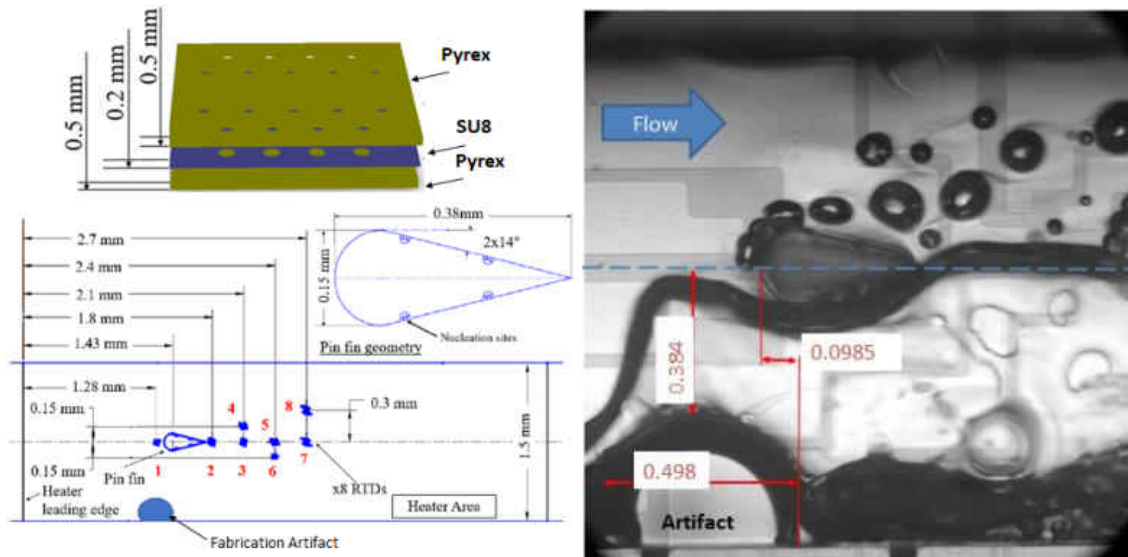 0.5 mm
0.2 mm
0.5 mm
Pyrex
SU8
Pyrex
0.38mm
2x14°
0.15 mm
Nucleation sites
Pin fin geometry
2.7 mm
2.4 mm
2.1 mm
1.8 mm
1.43 mm
1.28 mm
0.15 mm
0.15 mm
4
8
5
0.3 mm
1.5 mm
1
2
3
6
7
Pin fin
x8 RTDs
Heater
leading edge
Heater Area
Fabrication Artifact
Flow
0.384
0.0985
0.498
Artifact